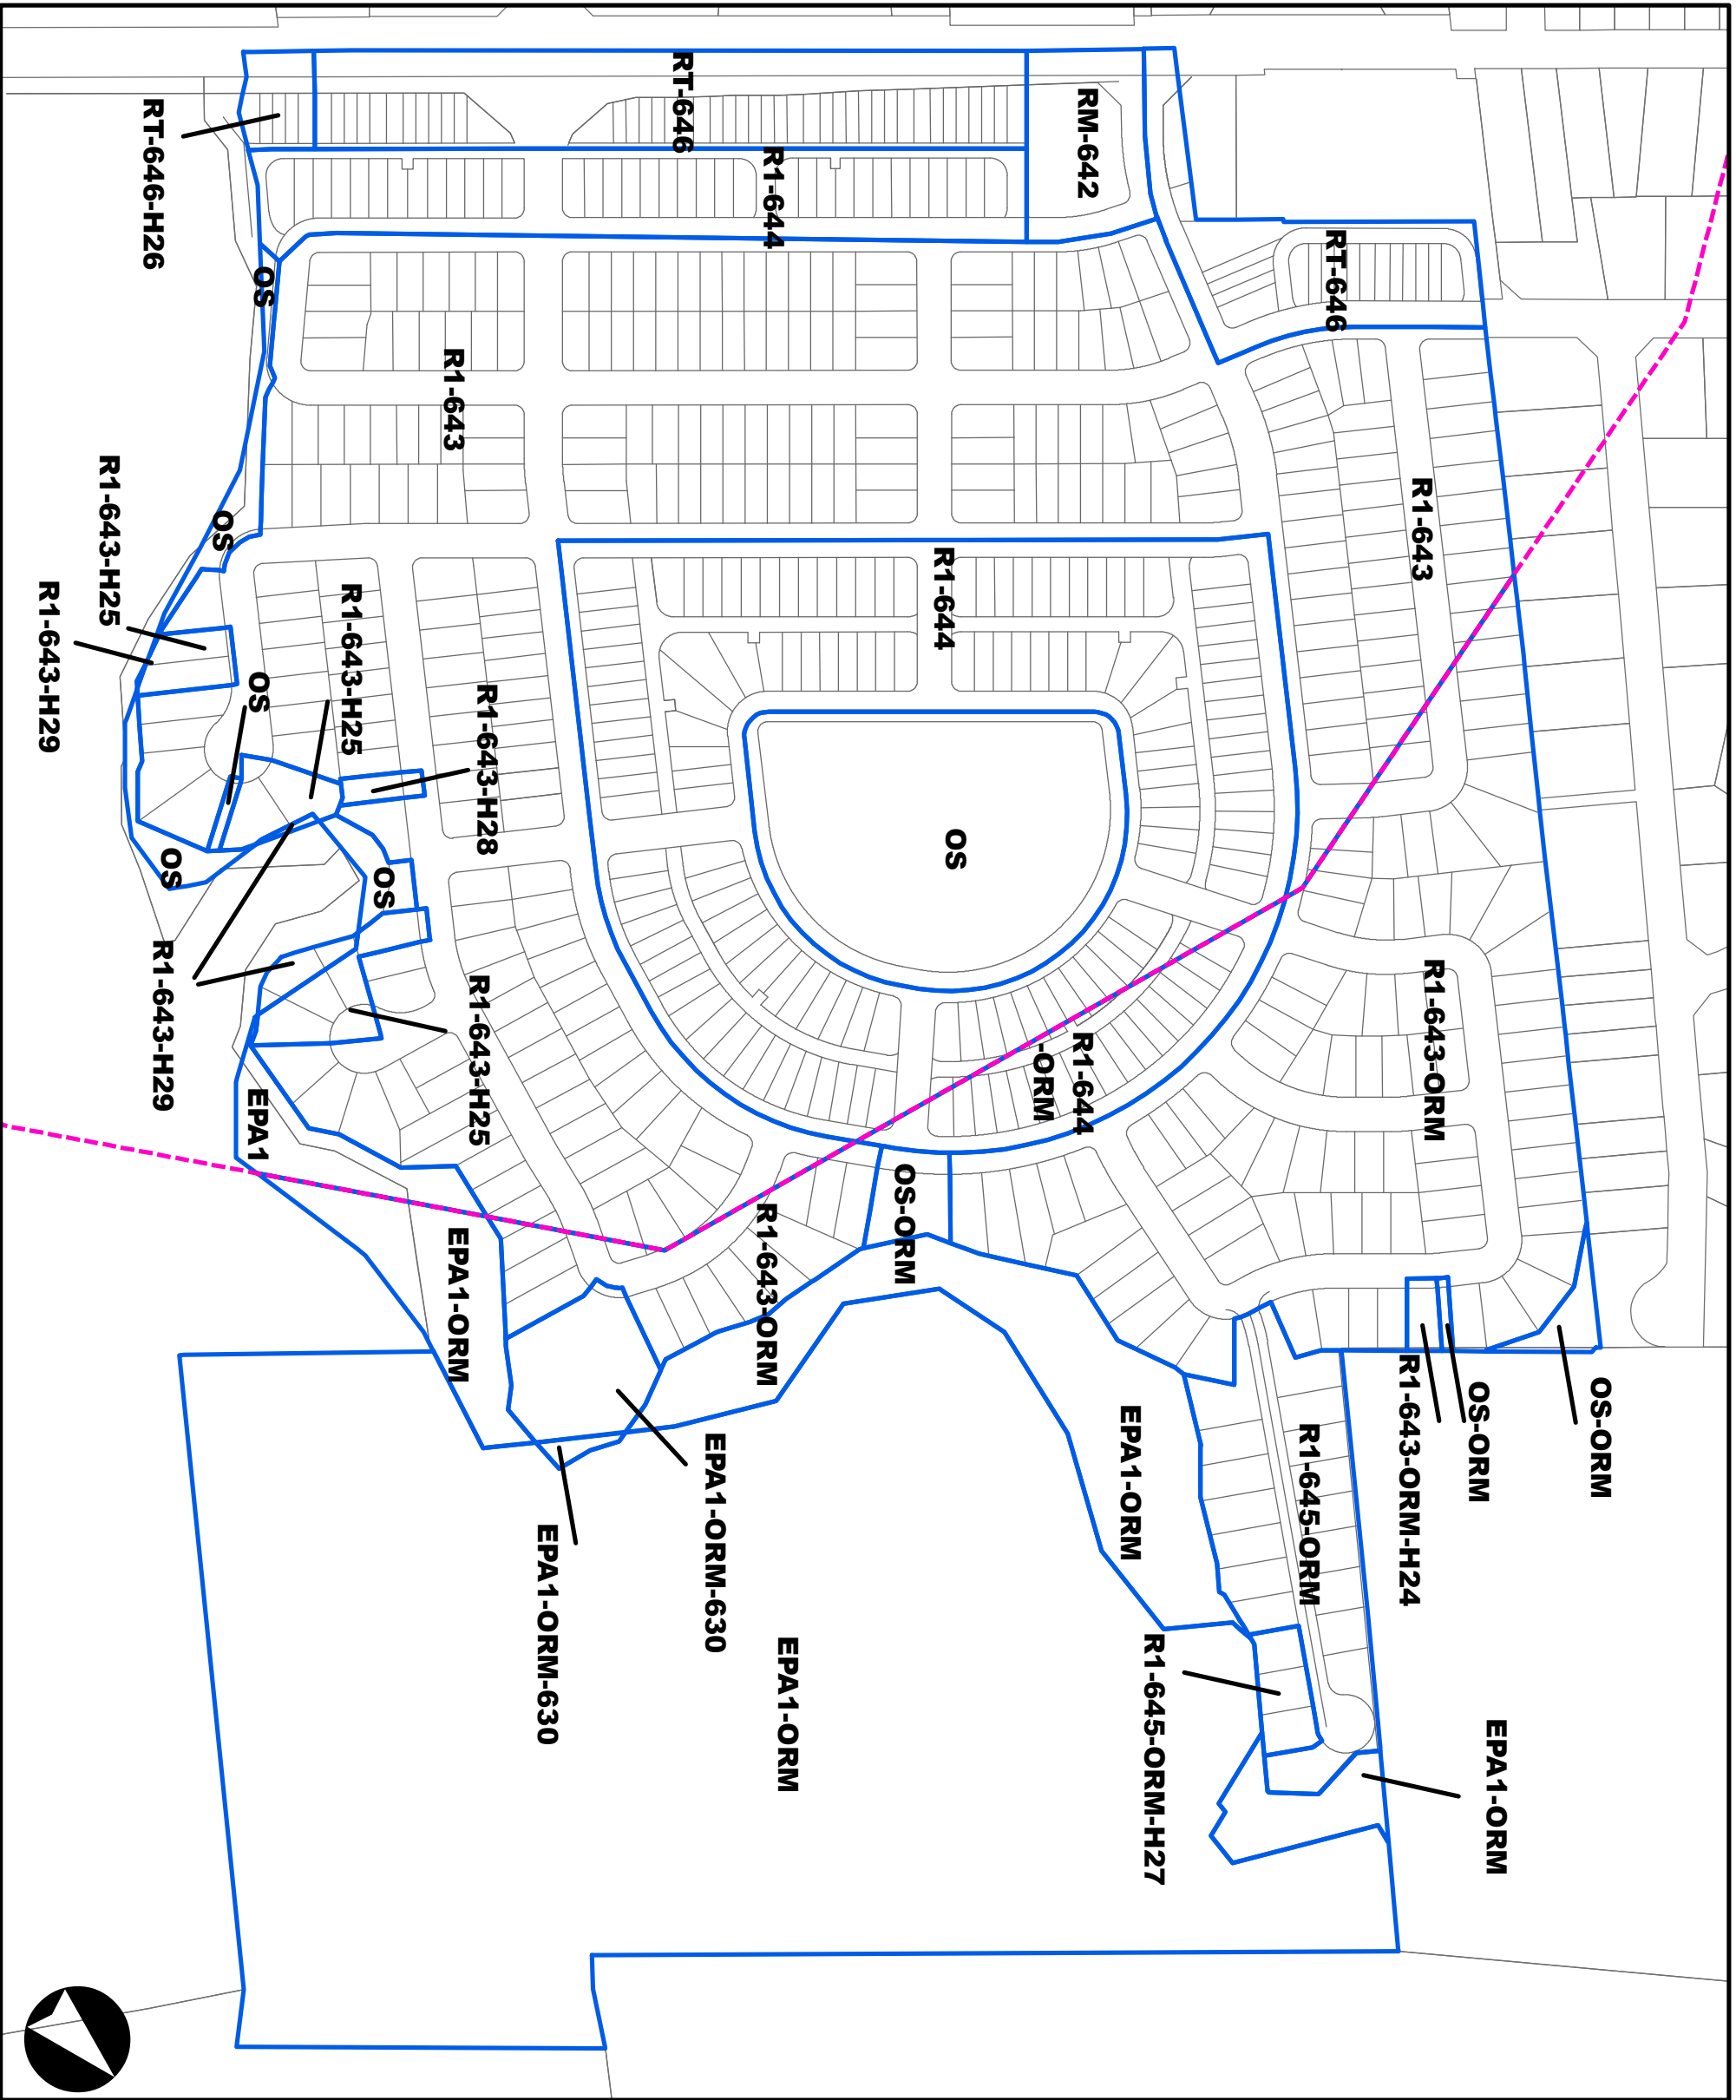 RT-646
RM-642
RT-646-H26
R1-644
RT-646
OS
R1-643
R1-643
R1-643-H25
OS
R1-644
R1-643-H29
R1-643-H25
OS
R1-643-H28
OS
OS
OS
R1-643-H29
R1-643-H25
R1-643-ORM
R1-644
-ORM
EPA1
OS-ORM
R1-643-ORM
EPA1-ORM
R1-643-ORM-H24
OS-ORM
OS-ORM
EPA1-ORM
R1-645-ORM
EPA1-ORM-630
EPA1-ORM-630
EPA1-ORM
R1-645-ORM-H27
EPA1-ORM